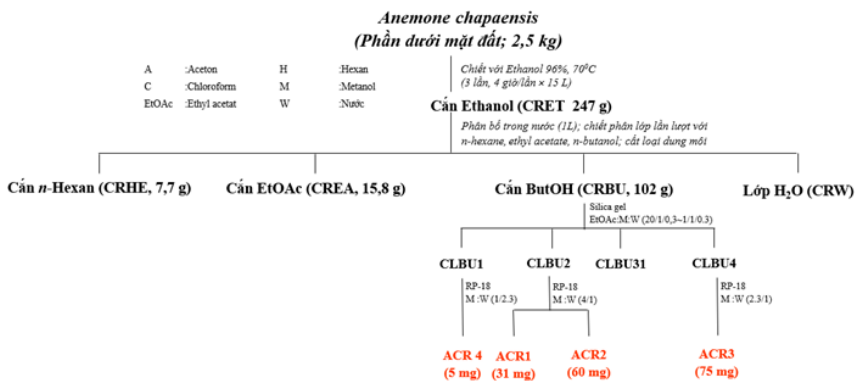 Anemone chapaensis
(Phần dưới mặt đất; 2,5 kg)
A :Aceton H :Hexan
C :Chloroform M :Metanol
EtOAc :Ethyl acetat W :Nước
Chiết với Ethanol 96%, 70⁰C
(3 lần, 4 giờ/lần × 15 L)
Cắn Ethanol (CRET 247 g)
Phân bố trong nước (1L); chiết phân lớp lần lượt với
n-hexane, ethyl acetate, n-butanol; cất loại dung môi
Cắn n-Hexan (CRHE, 7,7 g) Cắn EtOAc (CREA, 15,8 g) Cắn ButOH (CRBU, 102 g) Lớp H₂O (CRW)
Silica gel
EtOAc:M:W (20/1/0,3~1/1/0.3)
CLBU1 CLBU2 CLBU31 CLBU4
RP-18 RP-18 RP-18
M :W (1/2.3) M :W (4/1) M :W (2.3/1)
ACR 4 ACR1 ACR2 ACR3
(5 mg) (31 mg) (60 mg) (75 mg)